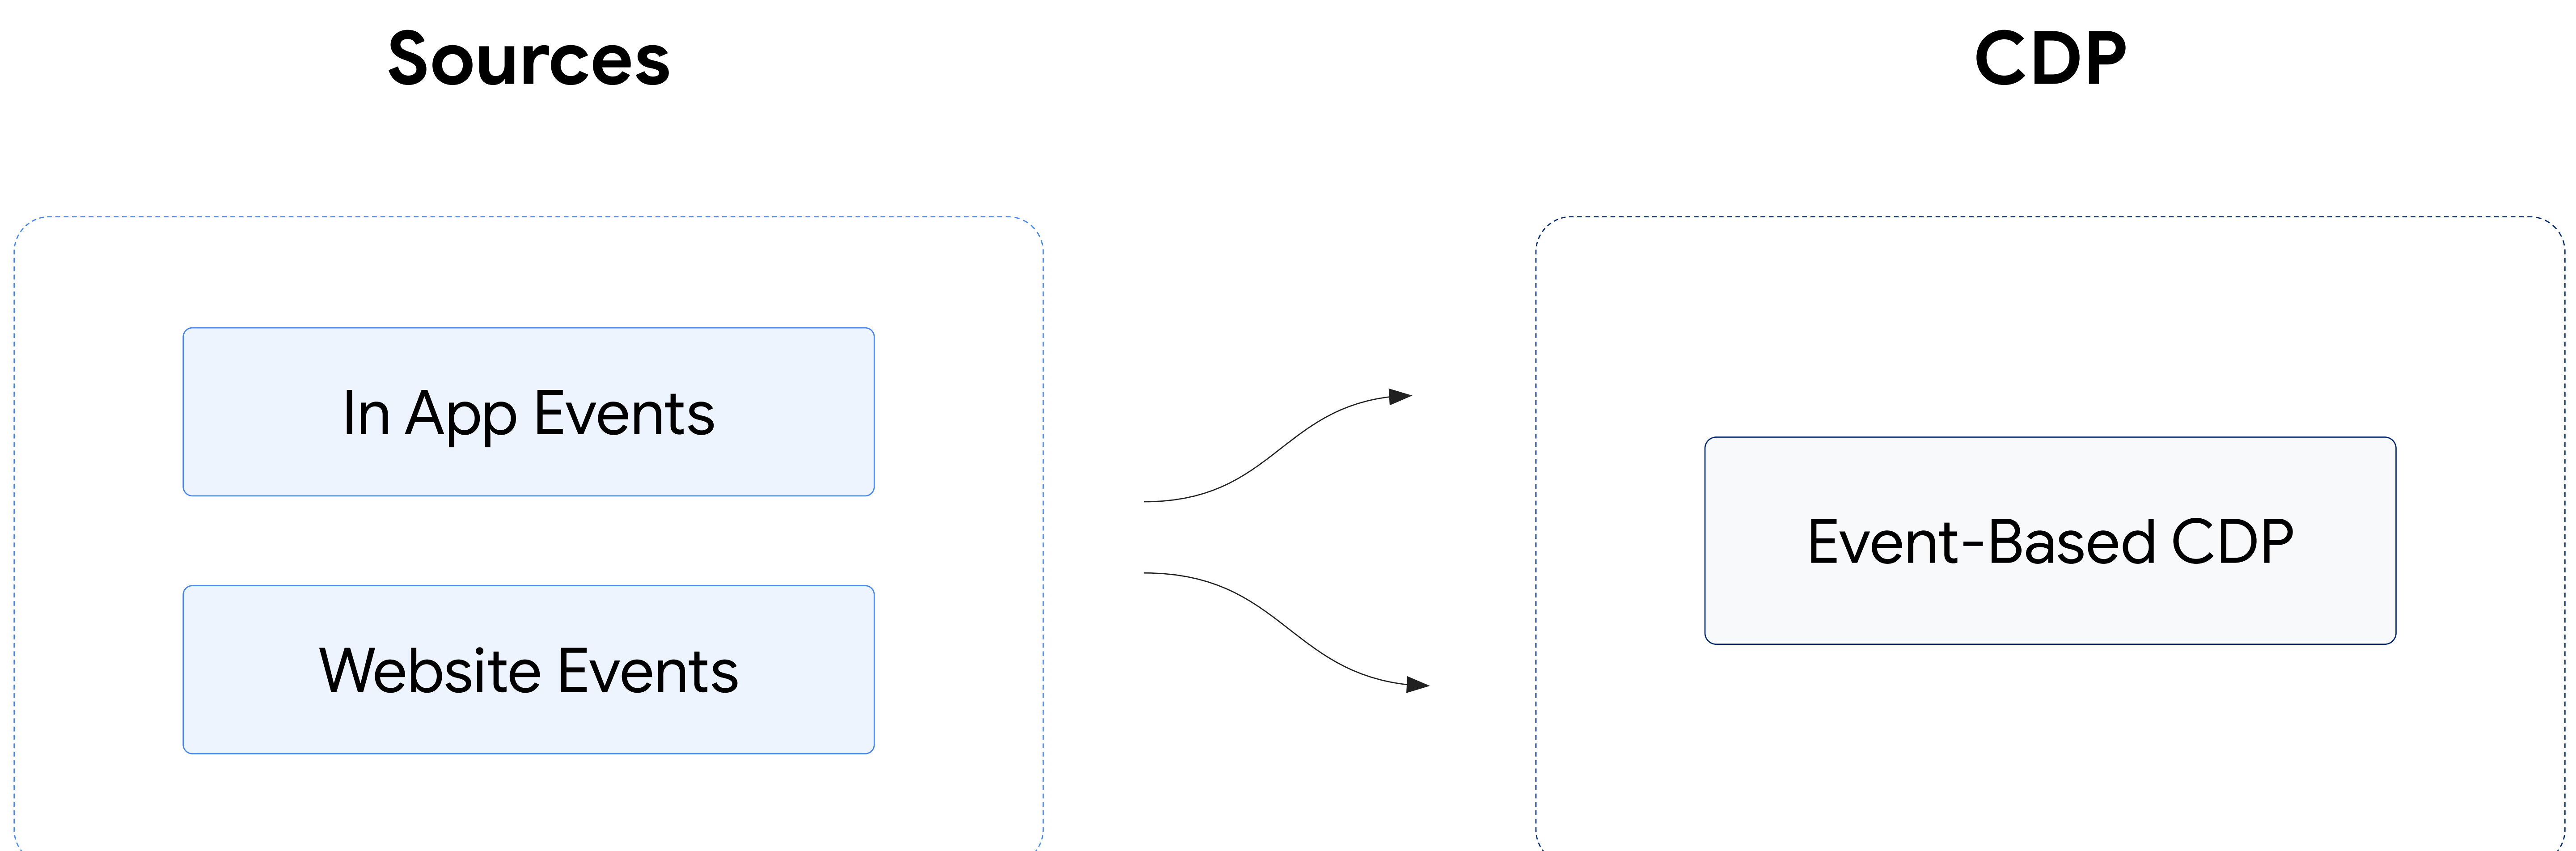 Sources
CDP
In App Events
Event-Based CDP
Website Events